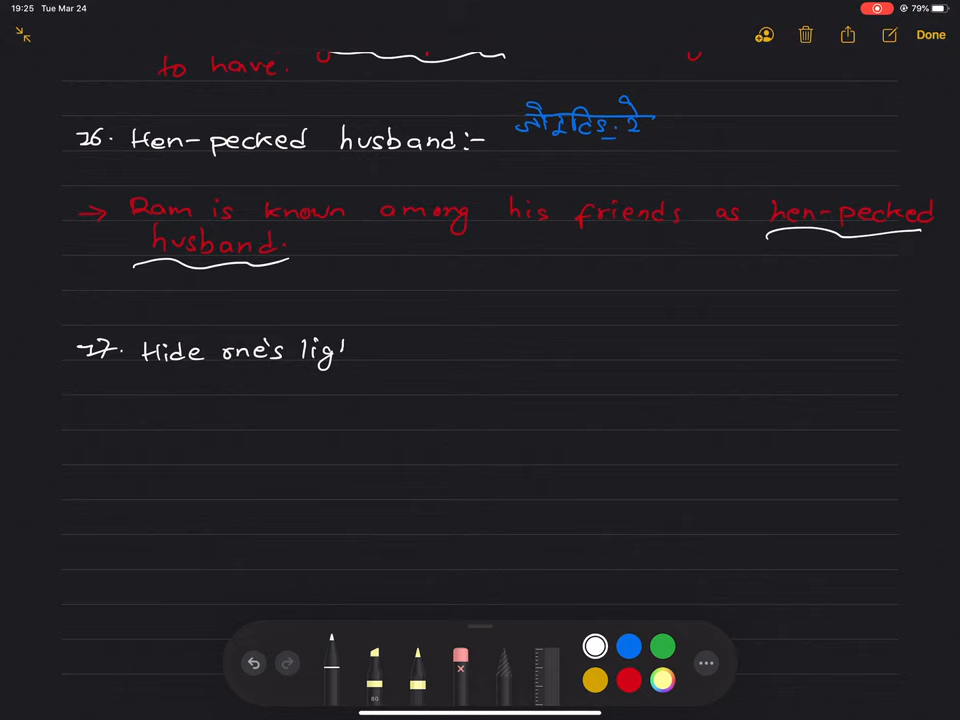 19:25 Tue Mar 24
79%
Done
to have.
26. Hen-pecked husband:-
→ Ram is known among his friends as hen-pecked
husband.
27. Hide one's lig
80